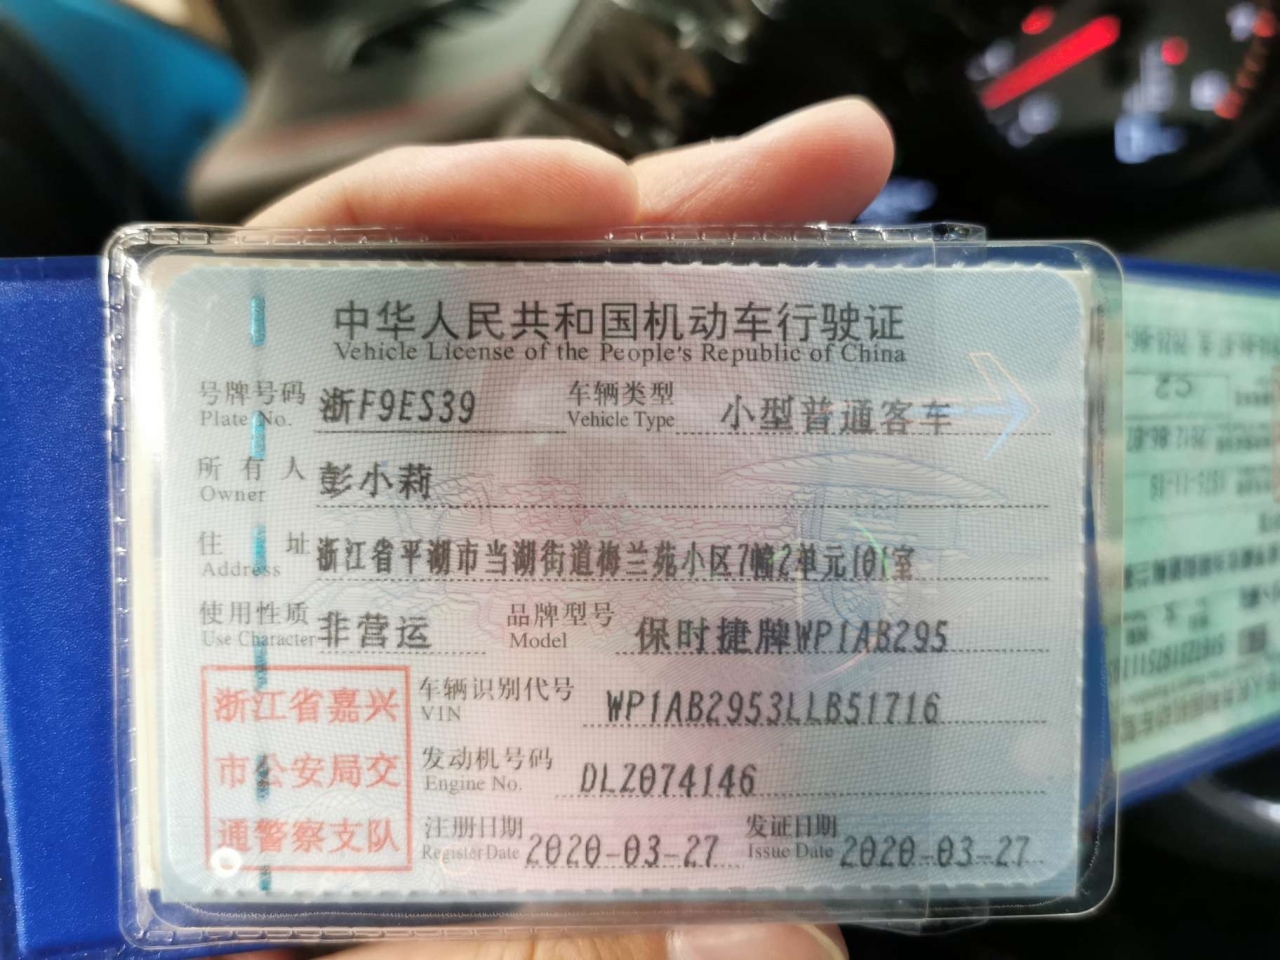 中华人民共和国机动车行驶证
Vehicle License of the People's Republic of China
号牌号码 浙F9ES39 车辆类型 小型普通客车
Plate No. Vehicle Type
所有人 彭小莉
Owner
住址 浙江省平湖市当湖街道梅兰苑小区7幢2单元101室
Address
使用性质 非营运 品牌型号 保时捷牌WP1AB295
Use Character Model
车辆识别代号 WP1AB2953LLB51716
VIN
发动机号码 DLZ074146
Engine No.
注册日期 2020-03-27 发证日期 2020-03-27
Register Date Issue Date
浙江省嘉兴
市公安局交
通警察支队
C2